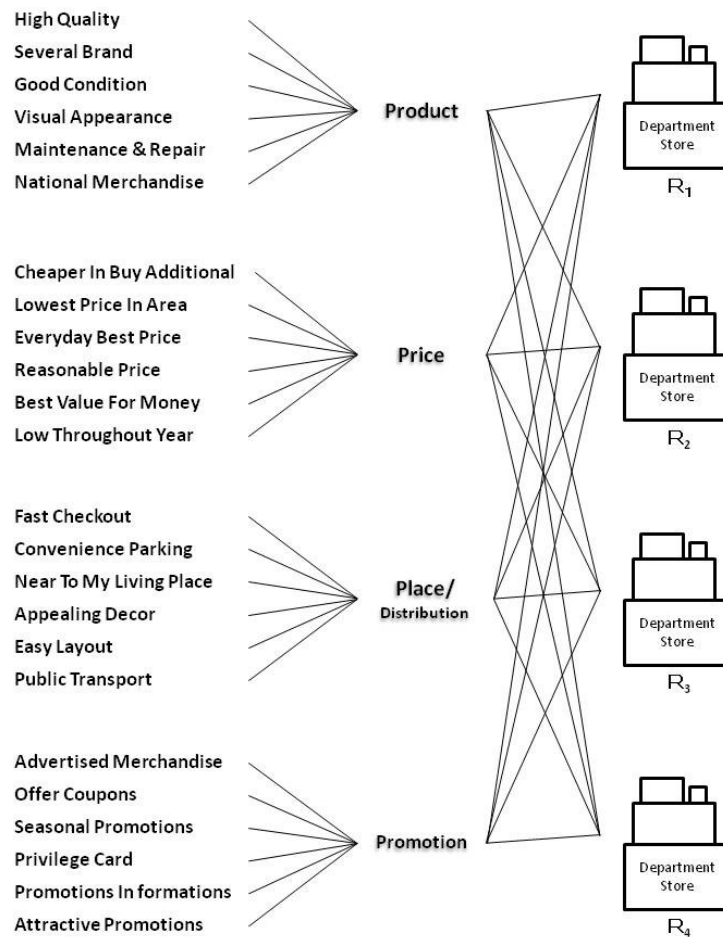 High Quality
Several Brand
Good Condition
Visual Appearance
Maintenance & Repair
National Merchandise
Product
Department
Store
R1
Cheaper In Buy Additional
Lowest Price In Area
Everyday Best Price
Reasonable Price
Best Value For Money
Low Throughout Year
Price
Department
Store
R2
Fast Checkout
Convenience Parking
Near To My Living Place
Appealing Decor
Easy Layout
Public Transport
Place/
Distribution
Department
Store
R3
Advertised Merchandise
Offer Coupons
Seasonal Promotions
Privilege Card
Promotions In formations
Attractive Promotions
Promotion
Department
Store
R4